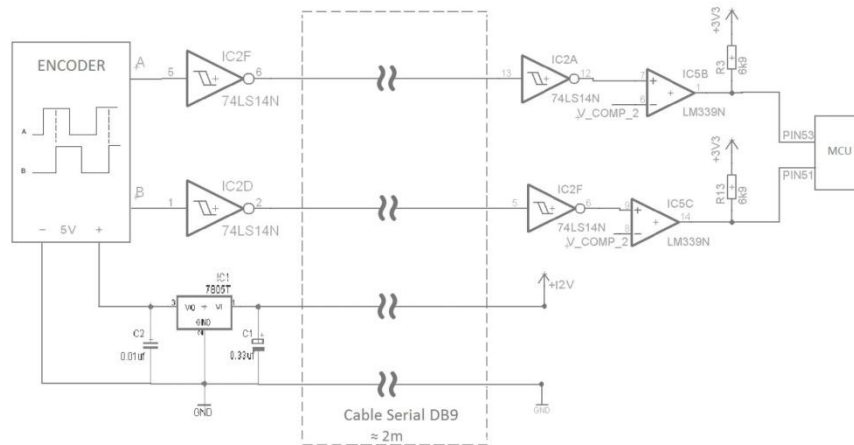 ENCODER
A
B
A
B
- 5V +
IC2F
5
6
74LS14N
IC2D
1
2
74LS14N
IC1
7805T
3
VO
VI
1
GND
2
C2
0.01uf
C1
0.33uf
GND
Cable Serial DB9
≈ 2m
IC2A
13
12
74LS14N
V_COMP_2
7
6
1
IC5B
LM339N
+3V3
R3
6k9
IC2F
5
6
74LS14N
V_COMP_2
9
8
14
IC5C
LM339N
+3V3
R13
6k9
PIN53
PIN51
MCU
+12V
GND